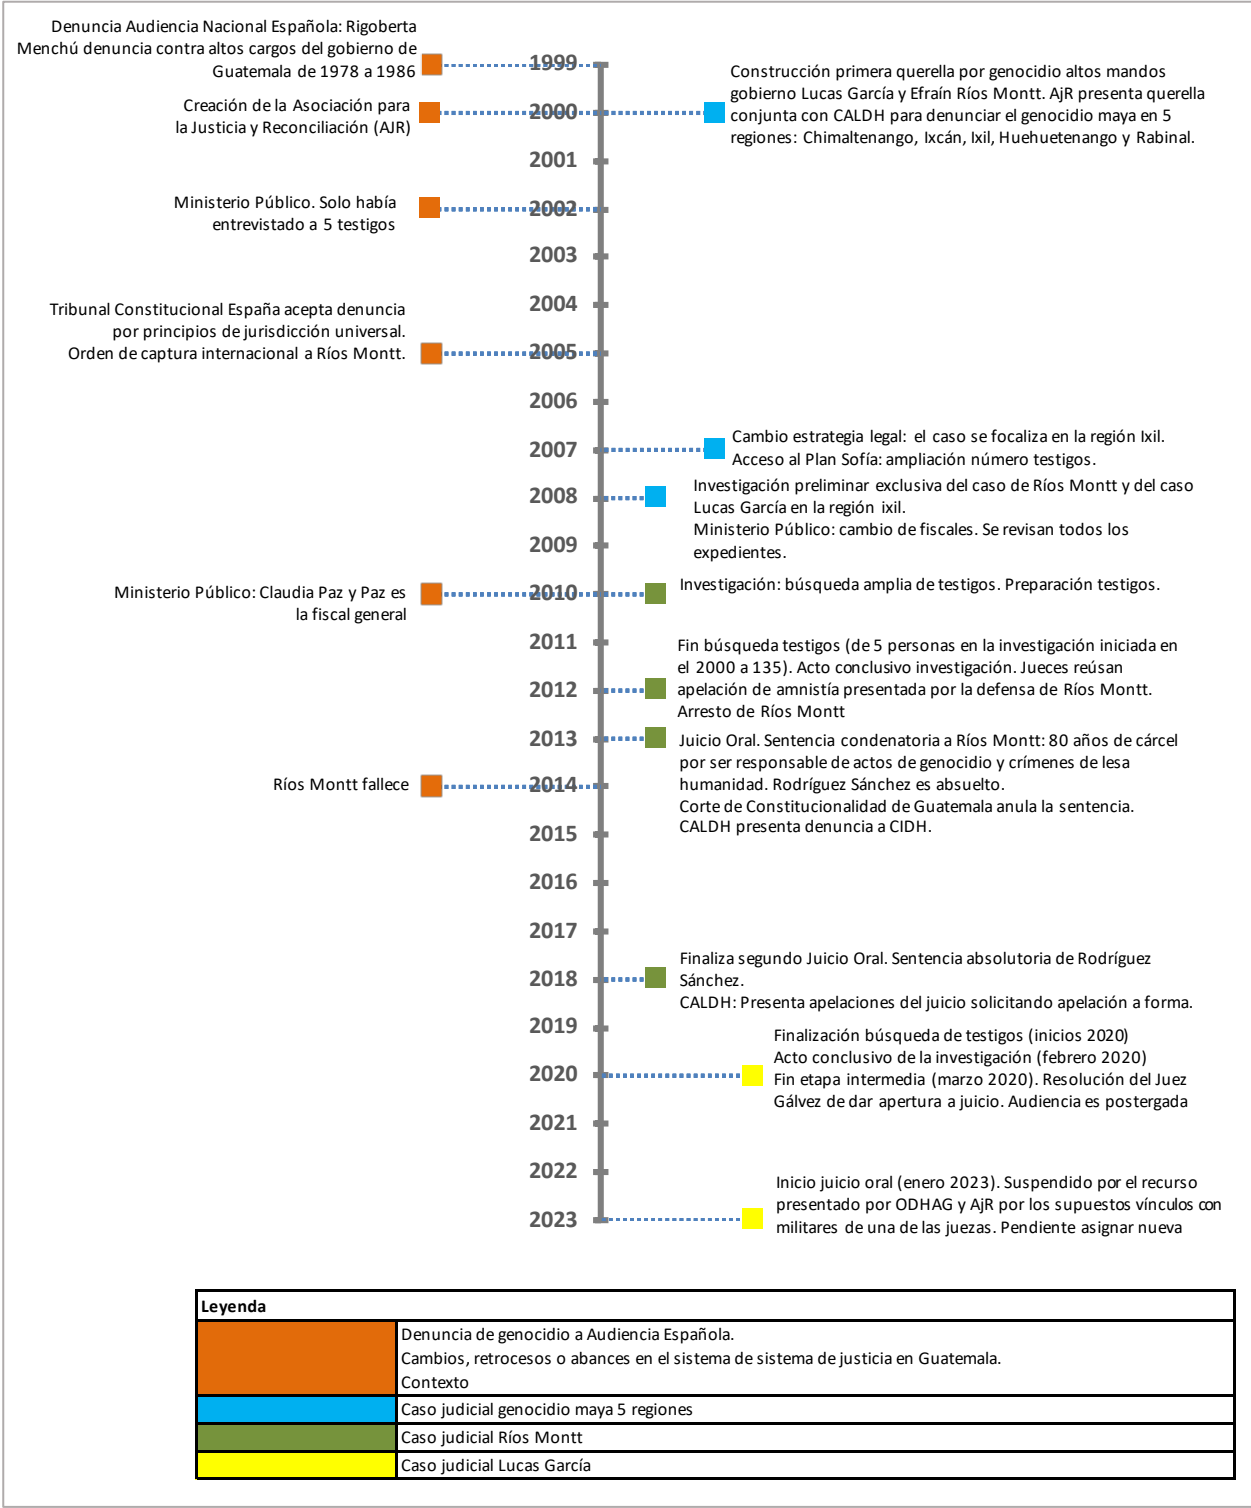 Denuncia Audiencia Nacional Española: Rigoberta
Menchú denuncia contra altos cargos del gobierno de
Guatemala de 1978 a 1986
1999
Construcción primera querella por genocidio altos mandos
gobierno Lucas García y Efraín Ríos Montt. AjR presenta querella
conjunta con CALDH para denunciar el genocidio maya en 5
regiones: Chimaltenango, Ixcán, Ixil, Huehuetenango y Rabinal.
Creación de la Asociación para
la Justicia y Reconciliación (AJR)
2000
2001
Ministerio Público. Solo había
entrevistado a 5 testigos
2002
2003
2004
Tribunal Constitucional España acepta denuncia
por principios de jurisdicción universal.
Orden de captura internacional a Ríos Montt.
2005
2006
2007
Cambio estrategia legal: el caso se focaliza en la región Ixil.
Acceso al Plan Sofía: ampliación número testigos.
2008
Investigación preliminar exclusiva del caso de Ríos Montt y del caso
Lucas García en la región ixil.
Ministerio Público: cambio de fiscales. Se revisan todos los
expedientes.
2009
Ministerio Público: Claudia Paz y Paz es
la fiscal general
2010
Investigación: búsqueda amplia de testigos. Preparación testigos.
2011
Fin búsqueda testigos (de 5 personas en la investigación iniciada en
el 2000 a 135). Acto conclusivo investigación. Jueces reúsan
apelación de amnistía presentada por la defensa de Ríos Montt.
Arresto de Ríos Montt
2012
2013
Juicio Oral. Sentencia condenatoria a Ríos Montt: 80 años de cárcel
por ser responsable de actos de genocidio y crímenes de lesa
humanidad. Rodríguez Sánchez es absuelto.
Corte de Constitucionalidad de Guatemala anula la sentencia.
CALDH presenta denuncia a CIDH.
Ríos Montt fallece
2014
2015
2016
2017
2018
Finaliza segundo Juicio Oral. Sentencia absolutoria de Rodríguez
Sánchez.
CALDH: Presenta apelaciones del juicio solicitando apelación a forma.
2019
2020
Finalización búsqueda de testigos (inicios 2020)
Acto conclusivo de la investigación (febrero 2020)
Fin etapa intermedia (marzo 2020). Resolución del Juez
Gálvez de dar apertura a juicio. Audiencia es postergada
2021
2022
2023
Inicio juicio oral (enero 2023). Suspendido por el recurso
presentado por ODHAG y AjR por los supuestos vínculos con
militares de una de las juezas. Pendiente asignar nueva
Leyenda
Denuncia de genocidio a Audiencia Española.
Cambios, retrocesos o abances en el sistema de sistema de justicia en Guatemala.
Contexto
Caso judicial genocidio maya 5 regiones
Caso judicial Ríos Montt
Caso judicial Lucas García